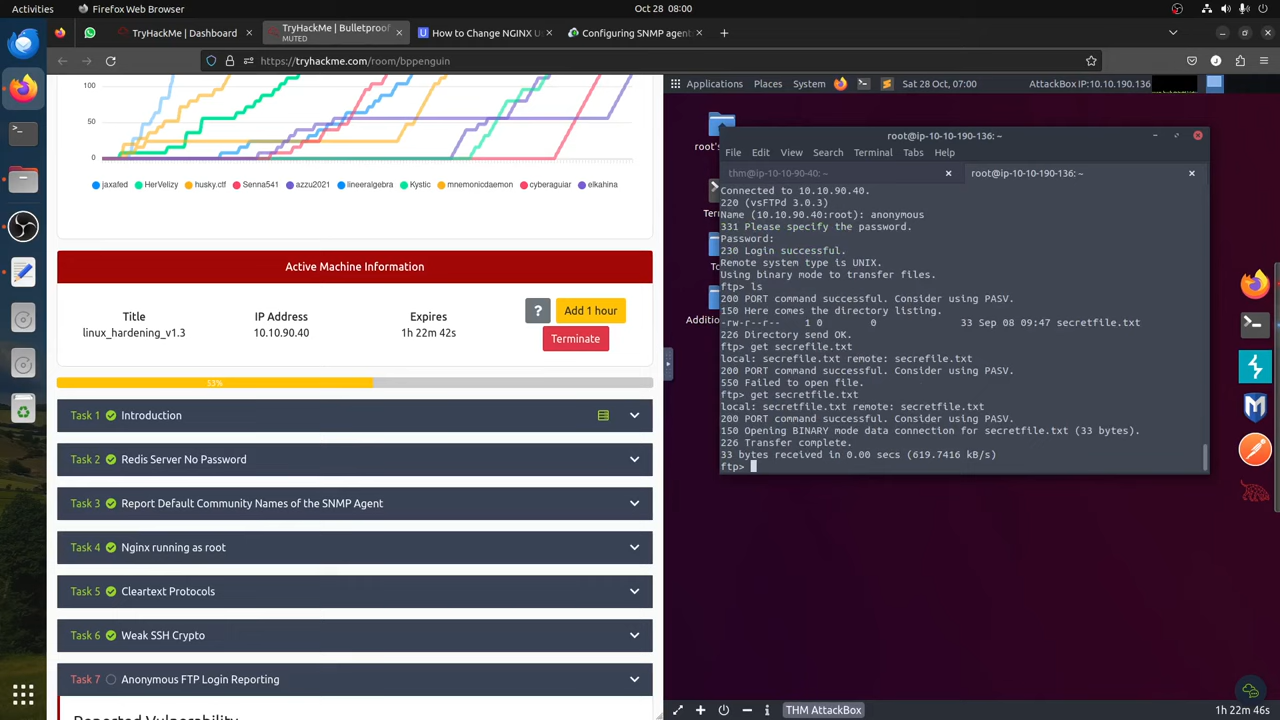 Activities
Firefox Web Browser
Oct 28 08:00
TryHackMe | Dashboard
TryHackMe | Bulletproof
MUTED
How to Change NGINX U
Configuring SNMP agent
https://tryhackme.com/room/bppenguin
100
50
0
jaxafed
HerVelizy
husky.ctf
Senna541
azzu2021
lineeralgebra
Kystic
mnemonicdaemon
cyberaguiar
elkahina
Active Machine Information
Title
IP Address
Expires
? Add 1 hour
linux_hardening_v1.3
10.10.90.40
1h 22m 42s
Terminate
53%
Task 1 Introduction
Task 2 Redis Server No Password
Task 3 Report Default Community Names of the SNMP Agent
Task 4 Nginx running as root
Task 5 Cleartext Protocols
Task 6 Weak SSH Crypto
Task 7 Anonymous FTP Login Reporting
Reported Vulnerability
Applications Places System
Sat 28 Oct, 07:00
AttackBox IP:10.10.190.136
root's
Additio
root@ip-10-10-190-136: ~
File Edit View Search Terminal Tabs Help
thm@ip-10-10-90-40: ~
root@ip-10-10-190-136: ~
Connected to 10.10.90.40.
220 (vsFTPd 3.0.3)
Name (10.10.90.40:root): anonymous
331 Please specify the password.
Password:
230 Login successful.
Remote system type is UNIX.
Using binary mode to transfer files.
ftp> ls
200 PORT command successful. Consider using PASV.
150 Here comes the directory listing.
-rw-r--r-- 1 0 0 33 Sep 08 09:47 secretfile.txt
226 Directory send OK.
ftp> get secrefile.txt
local: secrefile.txt remote: secrefile.txt
200 PORT command successful. Consider using PASV.
550 Failed to open file.
ftp> get secretfile.txt
local: secretfile.txt remote: secretfile.txt
200 PORT command successful. Consider using PASV.
150 Opening BINARY mode data connection for secretfile.txt (33 bytes).
226 Transfer complete.
33 bytes received in 0.00 secs (619.7416 kB/s)
ftp>
THM AttackBox
1h 22m 46s